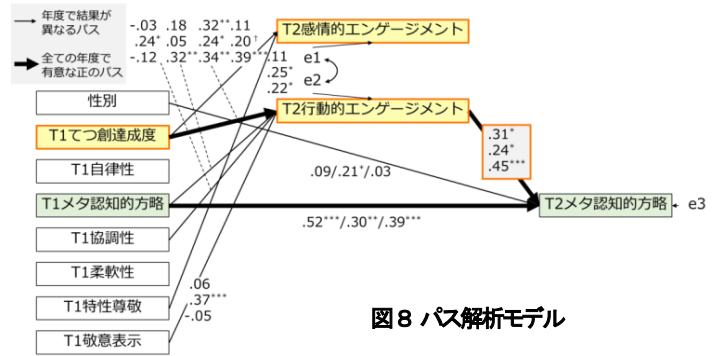 年度で結果が
異なるパス
全ての年度で
有意な正のパス
-.03 .18 .32** .11
.24* .05 .24* .20†
-.12 .32** .34** .39***
.11
.25*
.22*
T2感情的エンゲージメント
e1
e2
T2行動的エンゲージメント
性別
T1てつ創達成度
T1自律性
T1メタ認知的方略
T1協調性
T1柔軟性
T1特性尊敬
T1敬意表示
.31*
.24*
.45***
.09/.21*/.03
T2メタ認知的方略
e3
.52***/.30**/.39***
.06
.37***
-.05
図8 パス解析モデル